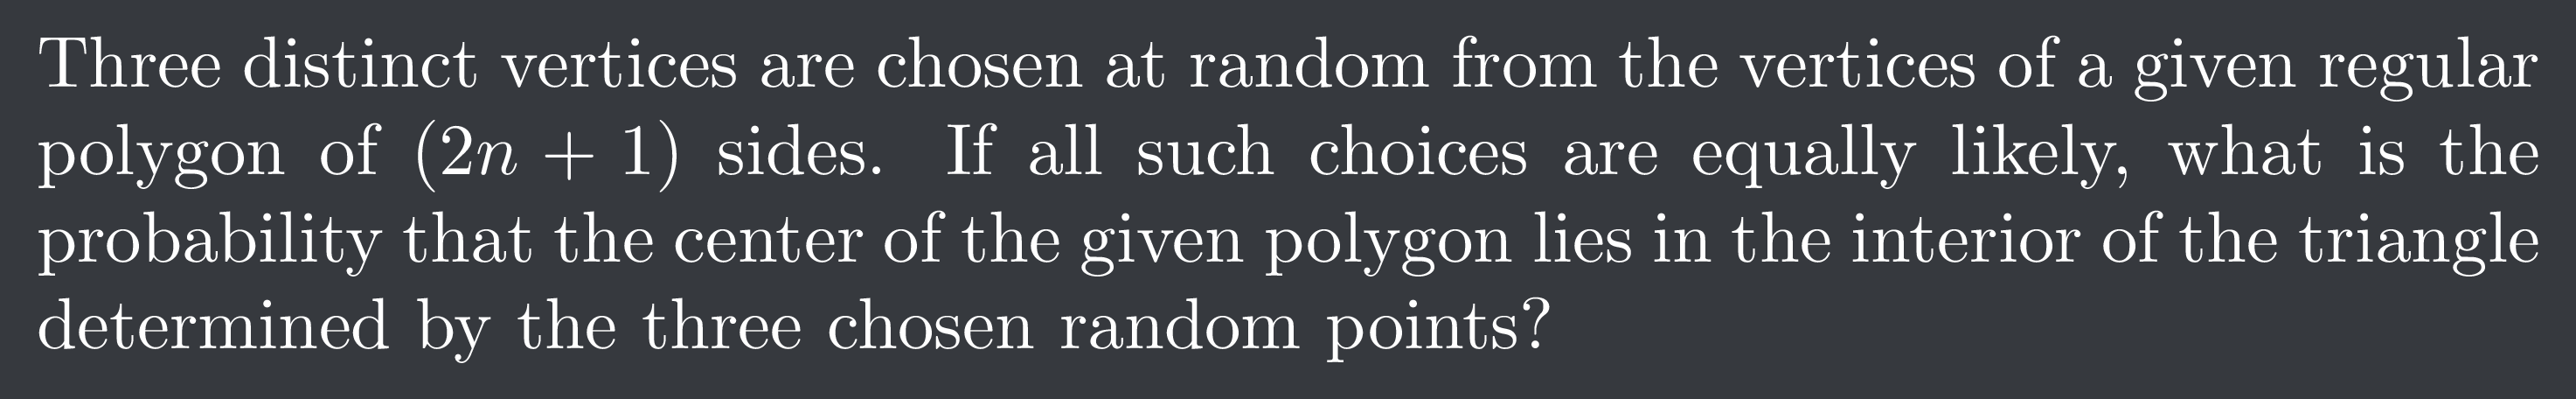 Three distinct vertices are chosen at random from the vertices of a given regular
polygon of (2n + 1) sides. If all such choices are equally likely, what is the
probability that the center of the given polygon lies in the interior of the triangle
determined by the three chosen random points?